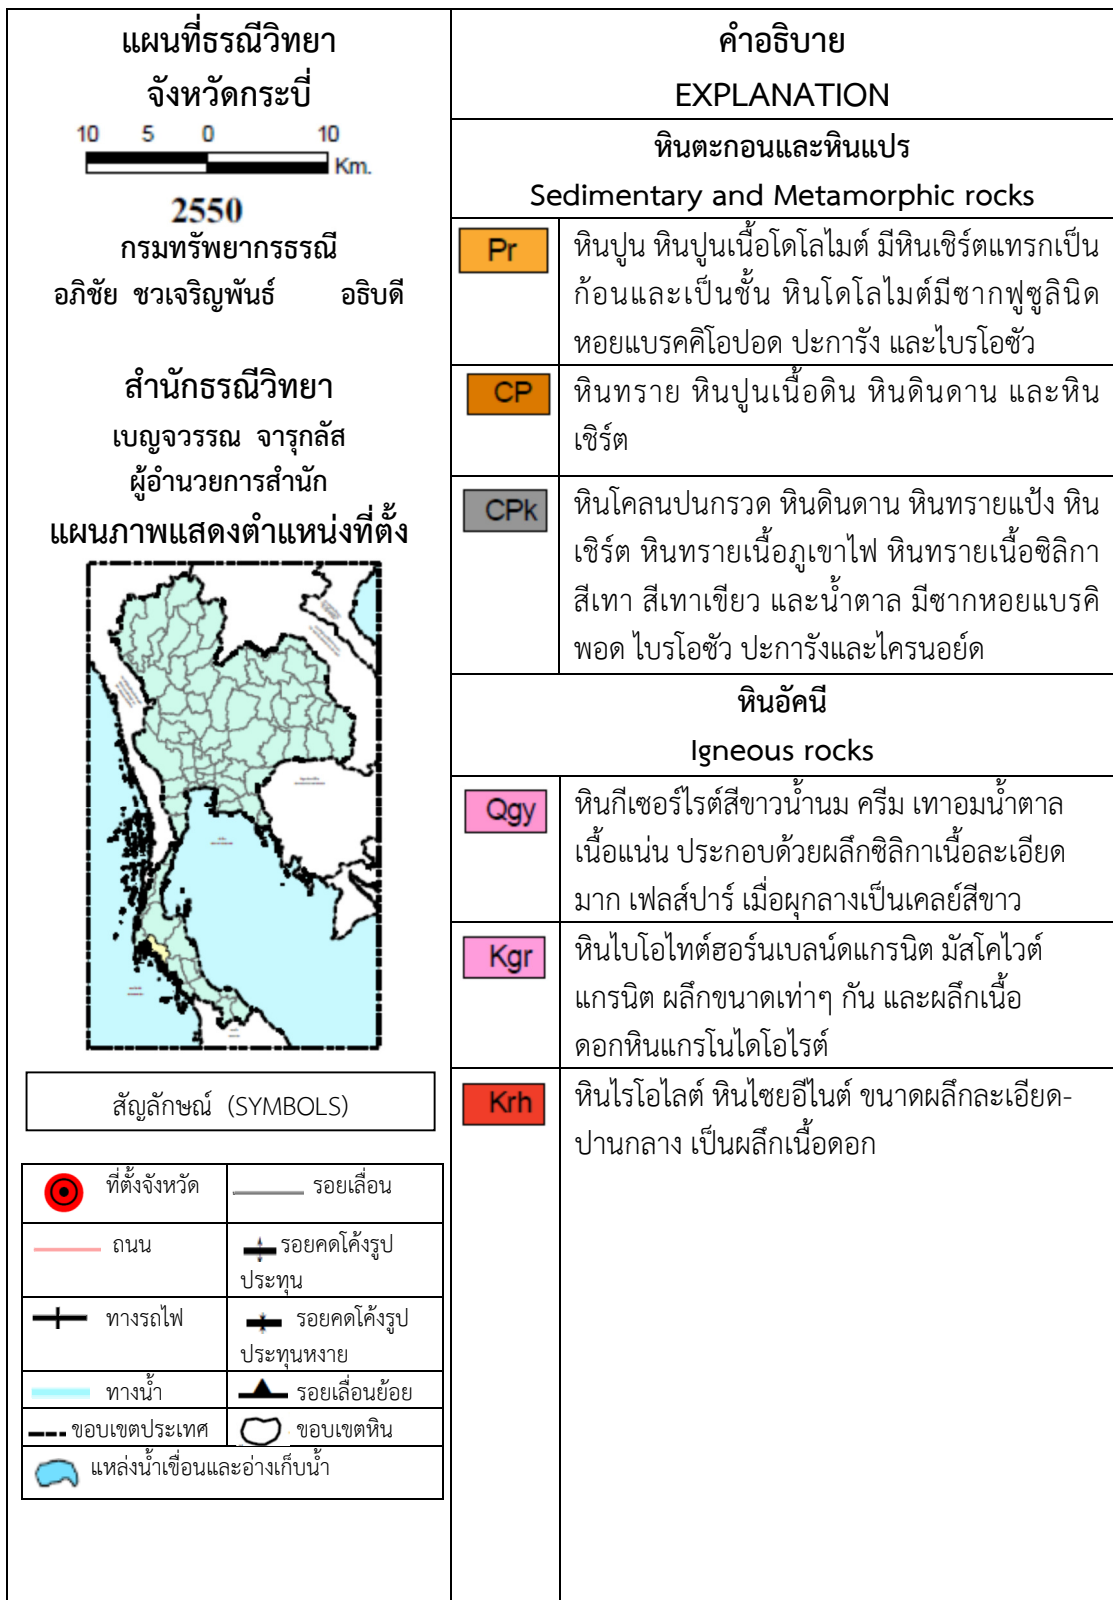 แผนที่ธรณีวิทยา
จังหวัดกระบี่
10 5 0 10
Km.
2550
กรมทรัพยากรธรณี
อภิชัย ชวเจริญพันธ์ อธิบดี
สำนักธรณีวิทยา
เบญจวรรณ จารุกลัส
ผู้อำนวยการสำนัก
แผนภาพแสดงตำแหน่งที่ตั้ง
สัญลักษณ์ (SYMBOLS)
ที่ตั้งจังหวัด
รอยเลื่อน
ถนน
รอยคดโค้งรูป
ประทุน
ทางรถไฟ
รอยคดโค้งรูป
ประทุนหงาย
ทางน้ำ
รอยเลื่อนย้อย
ขอบเขตประเทศ
ขอบเขตหิน
แหล่งน้ำเขื่อนและอ่างเก็บน้ำ
คำอธิบาย
EXPLANATION
หินตะกอนและหินแปร
Sedimentary and Metamorphic rocks
Pr
หินปูน หินปูนเนื้อโดโลไมต์ มีหินเชิร์ตแทรกเป็น
ก้อนและเป็นชั้น หินโดโลไมต์มีซากฟูซูลินิด
หอยแบรคคิโอปอด ปะการัง และไบรโอซัว
CP
หินทราย หินปูนเนื้อดิน หินดินดาน และหิน
เชิร์ต
CPk
หินโคลนปนกรวด หินดินดาน หินทรายแป้ง หิน
เชิร์ต หินทรายเนื้อภูเขาไฟ หินทรายเนื้อซิลิกา
สีเทา สีเทาเขียว และน้ำตาล มีซากหอยแบรคิ
พอด ไบรโอซัว ปะการังและไครนอยด์
หินอัคนี
Igneous rocks
Qgy
หินกีเซอร์ไรต์สีขาวน้ำนม ครีม เทาอมน้ำตาล
เนื้อแน่น ประกอบด้วยผลึกซิลิกาเนื้อละเอียด
มาก เฟลส์ปาร์ เมื่อผุกลางเป็นเคลย์สีขาว
Kgr
หินไบโอไทต์ฮอร์นเบลน์ดแกรนิต มัสโคไวต์
แกรนิต ผลึกขนาดเท่าๆ กัน และผลึกเนื้อ
ดอกหินแกรโนไดโอไรต์
Krh
หินไรโอไลต์ หินไซยอีไนต์ ขนาดผลึกละเอียด-
ปานกลาง เป็นผลึกเนื้อดอก